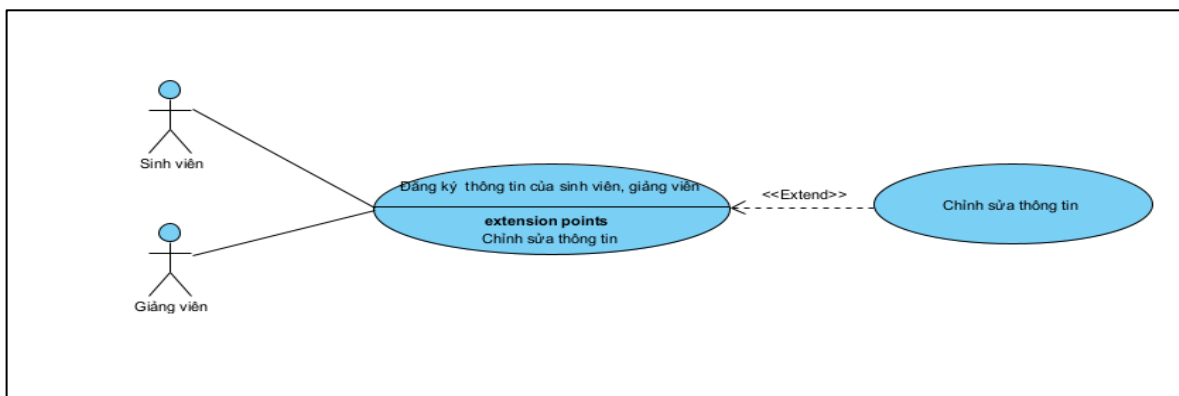 Sinh viên
Giảng viên
Đăng ký thông tin của sinh viên, giảng viên
extension points
Chỉnh sửa thông tin
<<Extend>>
Chỉnh sửa thông tin